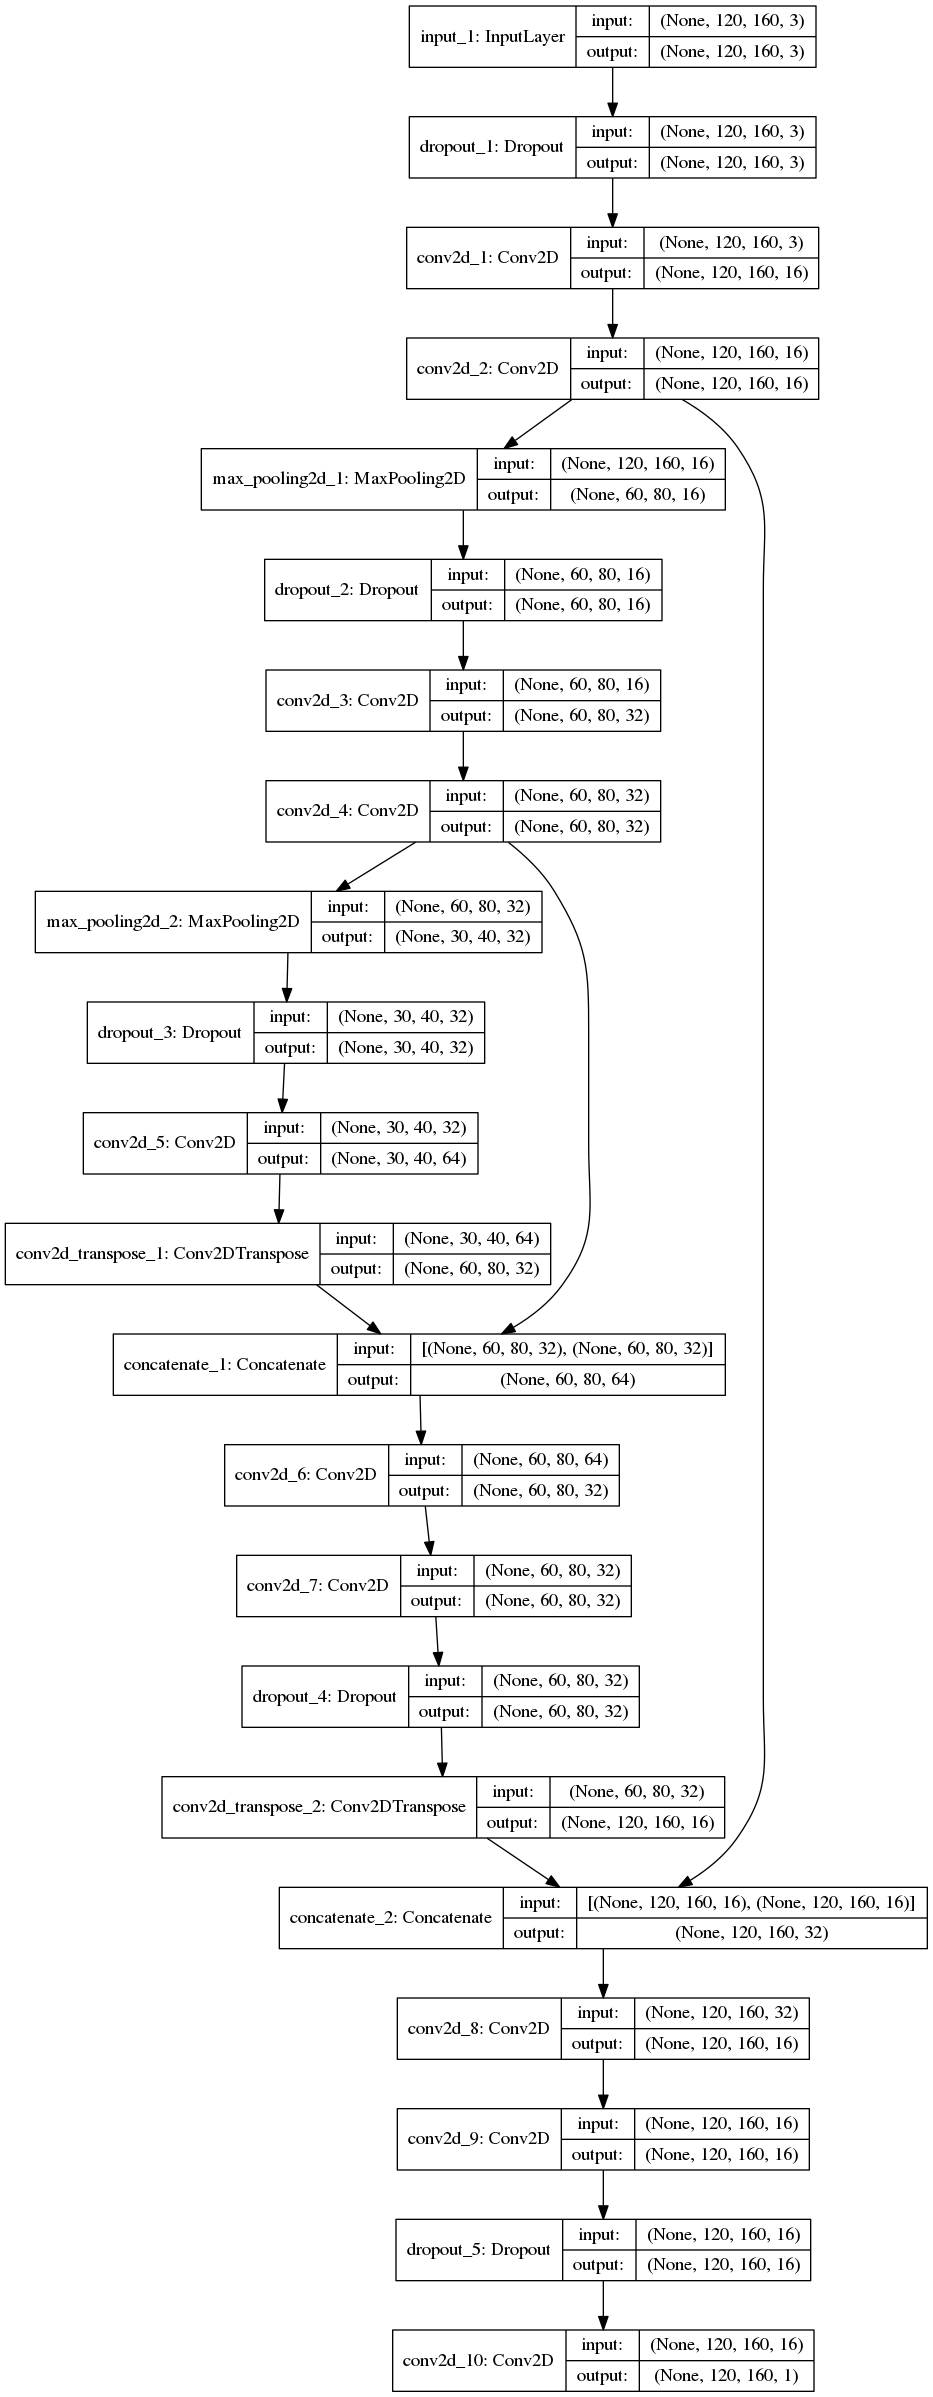 input_1: InputLayer
input: (None, 120, 160, 3)
output: (None, 120, 160, 3)
dropout_1: Dropout
input: (None, 120, 160, 3)
output: (None, 120, 160, 3)
conv2d_1: Conv2D
input: (None, 120, 160, 3)
output: (None, 120, 160, 16)
conv2d_2: Conv2D
input: (None, 120, 160, 16)
output: (None, 120, 160, 16)
max_pooling2d_1: MaxPooling2D
input: (None, 120, 160, 16)
output: (None, 60, 80, 16)
dropout_2: Dropout
input: (None, 60, 80, 16)
output: (None, 60, 80, 16)
conv2d_3: Conv2D
input: (None, 60, 80, 16)
output: (None, 60, 80, 32)
conv2d_4: Conv2D
input: (None, 60, 80, 32)
output: (None, 60, 80, 32)
max_pooling2d_2: MaxPooling2D
input: (None, 60, 80, 32)
output: (None, 30, 40, 32)
dropout_3: Dropout
input: (None, 30, 40, 32)
output: (None, 30, 40, 32)
conv2d_5: Conv2D
input: (None, 30, 40, 32)
output: (None, 30, 40, 64)
conv2d_transpose_1: Conv2DTranspose
input: (None, 30, 40, 64)
output: (None, 60, 80, 32)
concatenate_1: Concatenate
input: [(None, 60, 80, 32), (None, 60, 80, 32)]
output: (None, 60, 80, 64)
conv2d_6: Conv2D
input: (None, 60, 80, 64)
output: (None, 60, 80, 32)
conv2d_7: Conv2D
input: (None, 60, 80, 32)
output: (None, 60, 80, 32)
dropout_4: Dropout
input: (None, 60, 80, 32)
output: (None, 60, 80, 32)
conv2d_transpose_2: Conv2DTranspose
input: (None, 60, 80, 32)
output: (None, 120, 160, 16)
concatenate_2: Concatenate
input: [(None, 120, 160, 16), (None, 120, 160, 16)]
output: (None, 120, 160, 32)
conv2d_8: Conv2D
input: (None, 120, 160, 32)
output: (None, 120, 160, 16)
conv2d_9: Conv2D
input: (None, 120, 160, 16)
output: (None, 120, 160, 16)
dropout_5: Dropout
input: (None, 120, 160, 16)
output: (None, 120, 160, 16)
conv2d_10: Conv2D
input: (None, 120, 160, 16)
output: (None, 120, 160, 1)